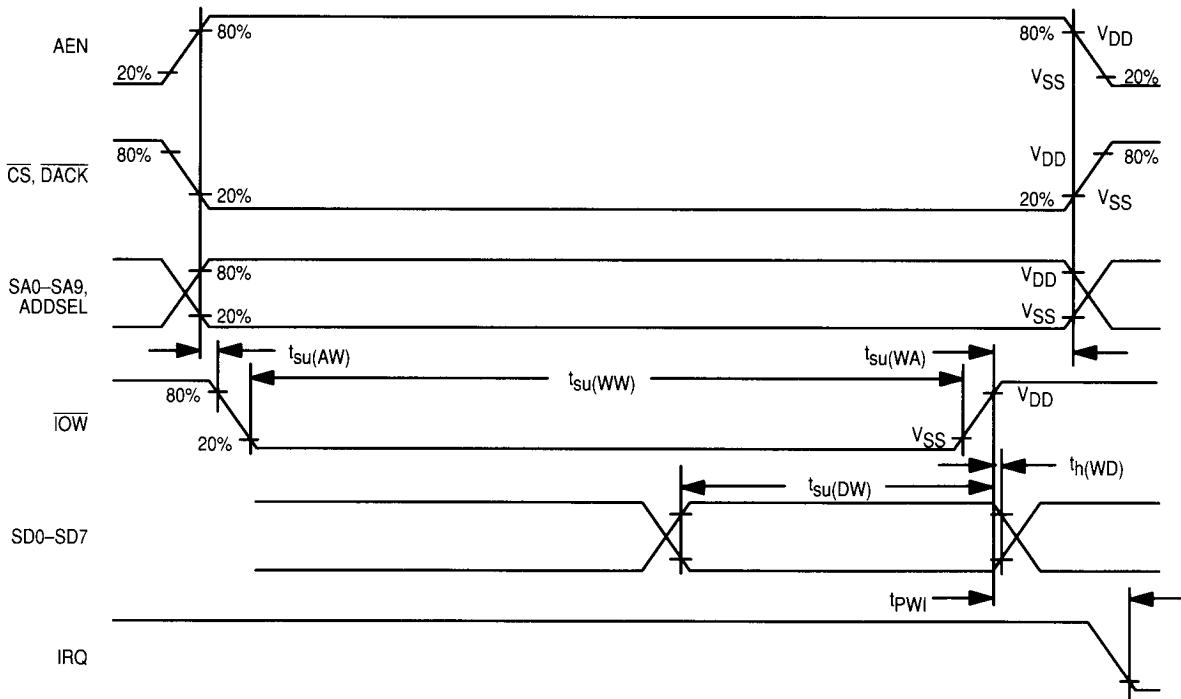 AEN
20%
80%
80%
VDD
VSS
20%
CS, DACK
80%
20%
VDD
80%
20%
VSS
SA0–SA9,
ADDSEL
80%
20%
VDD
VSS
tsu(AW)
tsu(WW)
tsu(WA)
IOW
80%
20%
VDD
VSS
th(WD)
tsu(DW)
SD0–SD7
tPWI
IRQ